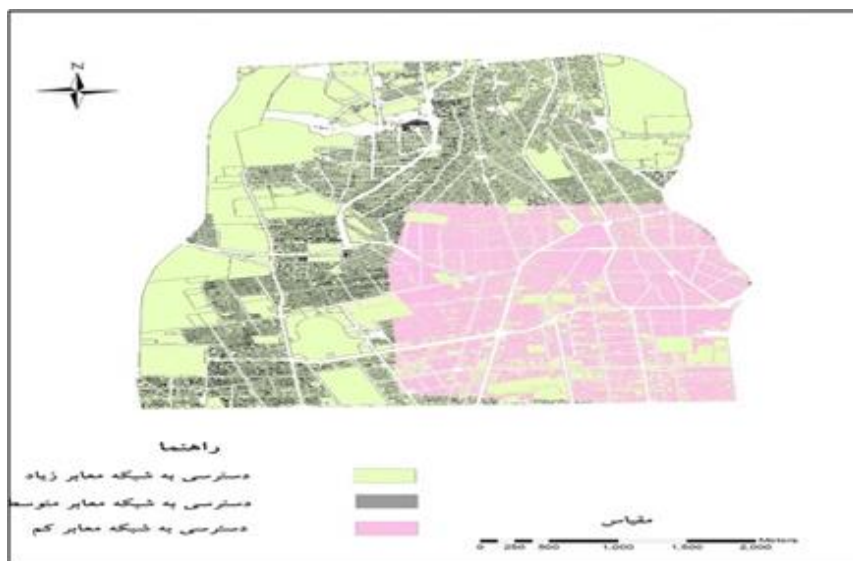 N
راهنما
دسترسی به شبکه معابر زیاد
دسترسی به شبکه معابر متوسط
دسترسی به شبکه معابر کم
مقیاس
0 250 500 1,000 1,500 2,000 Meters